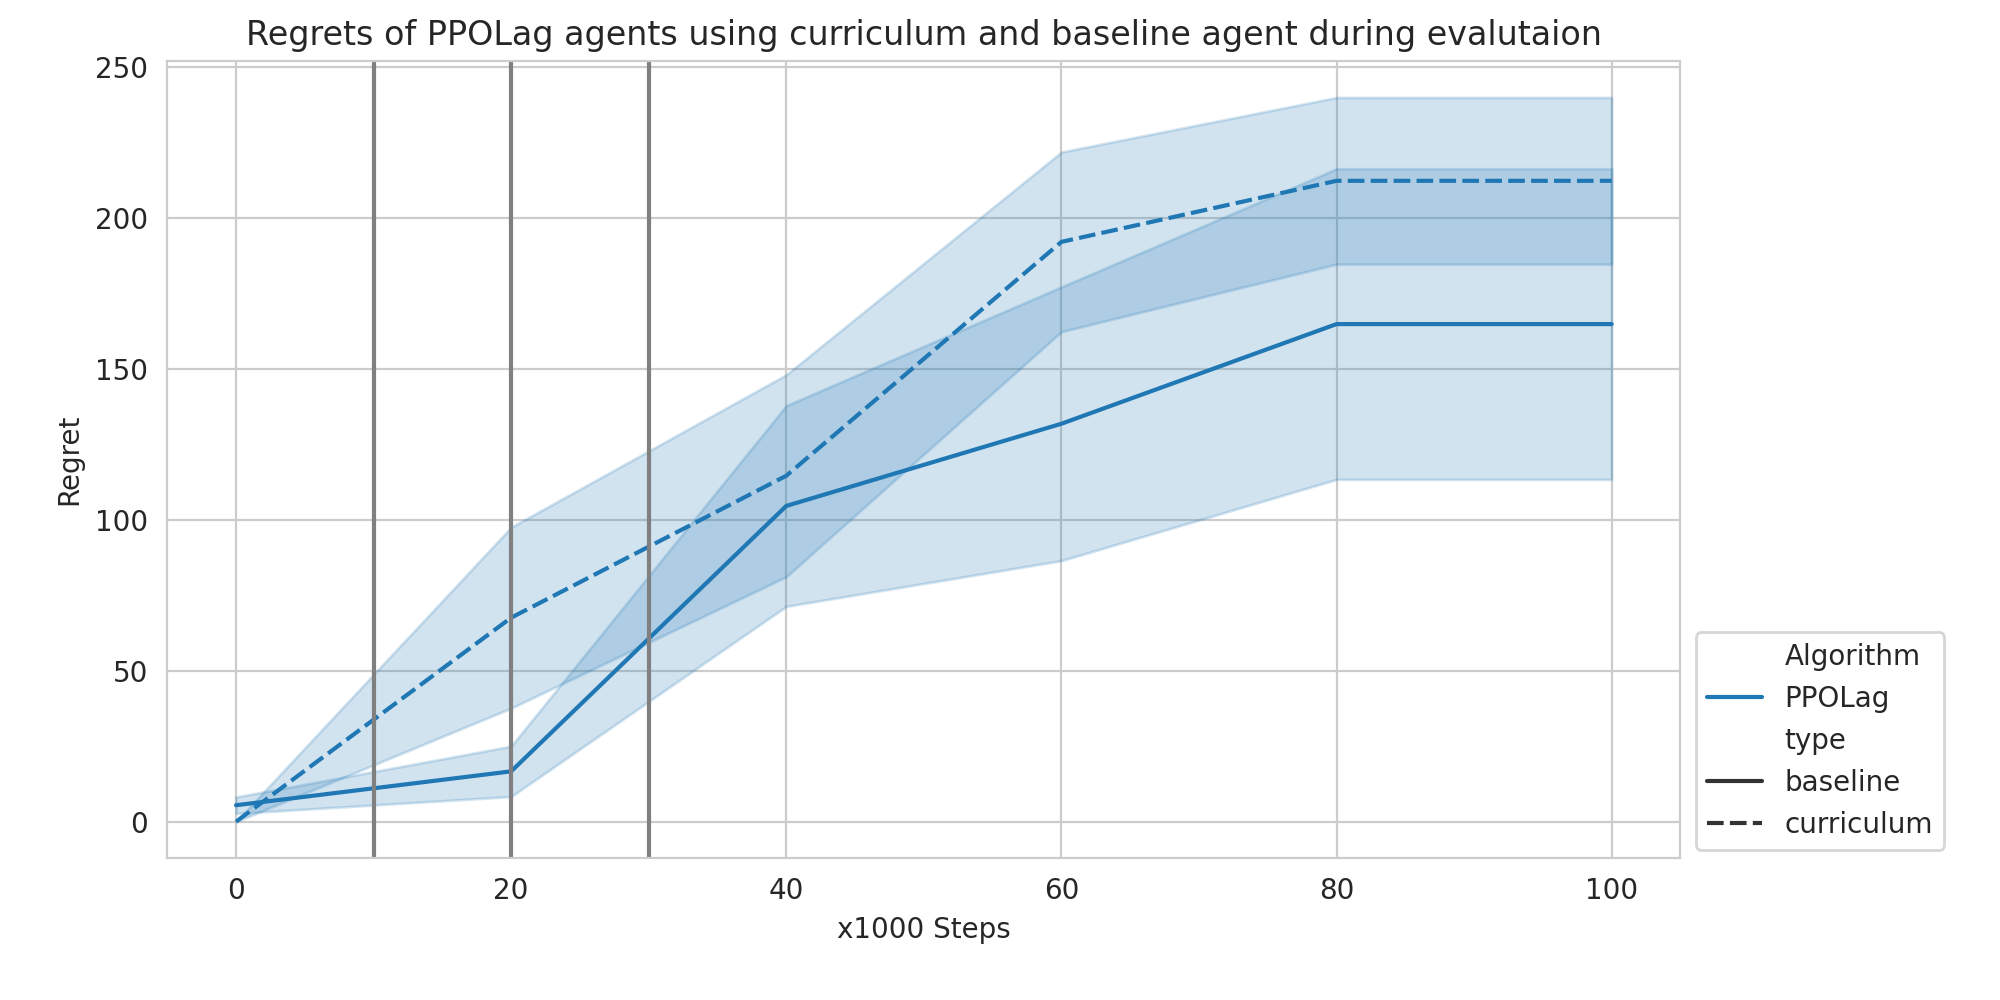 Regrets of PPOLag agents using curriculum and baseline agent during evalutaion
250
200
150
100
50
0
Regret
0 20 40 60 80 100
x1000 Steps
Algorithm
PPOLag
type
baseline
curriculum